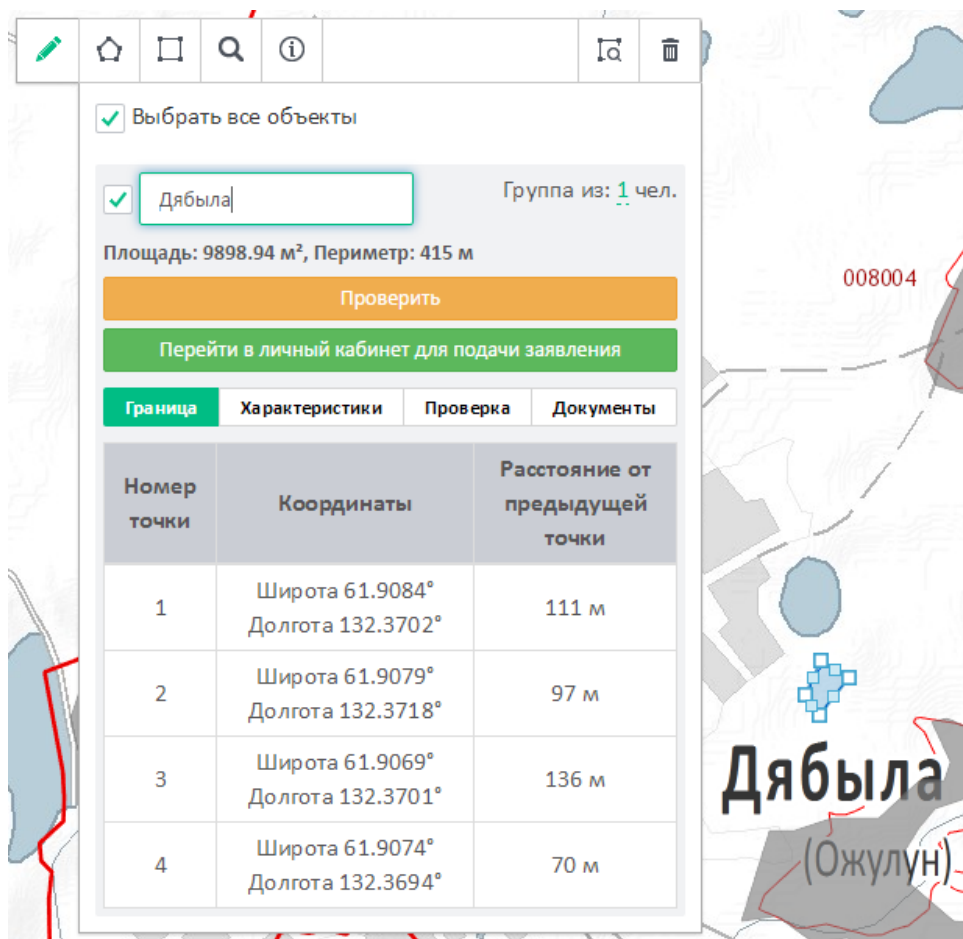 Выбрать все объекты
Дябыла
Группа из: 1 чел.
Площадь: 9898.94 м², Периметр: 415 м
Проверить
Перейти в личный кабинет для подачи заявления
Граница Характеристики Проверка Документы
Номер точки Координаты Расстояние от предыдущей точки
1 Широта 61.9084° Долгота 132.3702° 111 м
2 Широта 61.9079° Долгота 132.3718° 97 м
3 Широта 61.9069° Долгота 132.3701° 136 м
4 Широта 61.9074° Долгота 132.3694° 70 м
008004
Дябыла
(Ожулун)